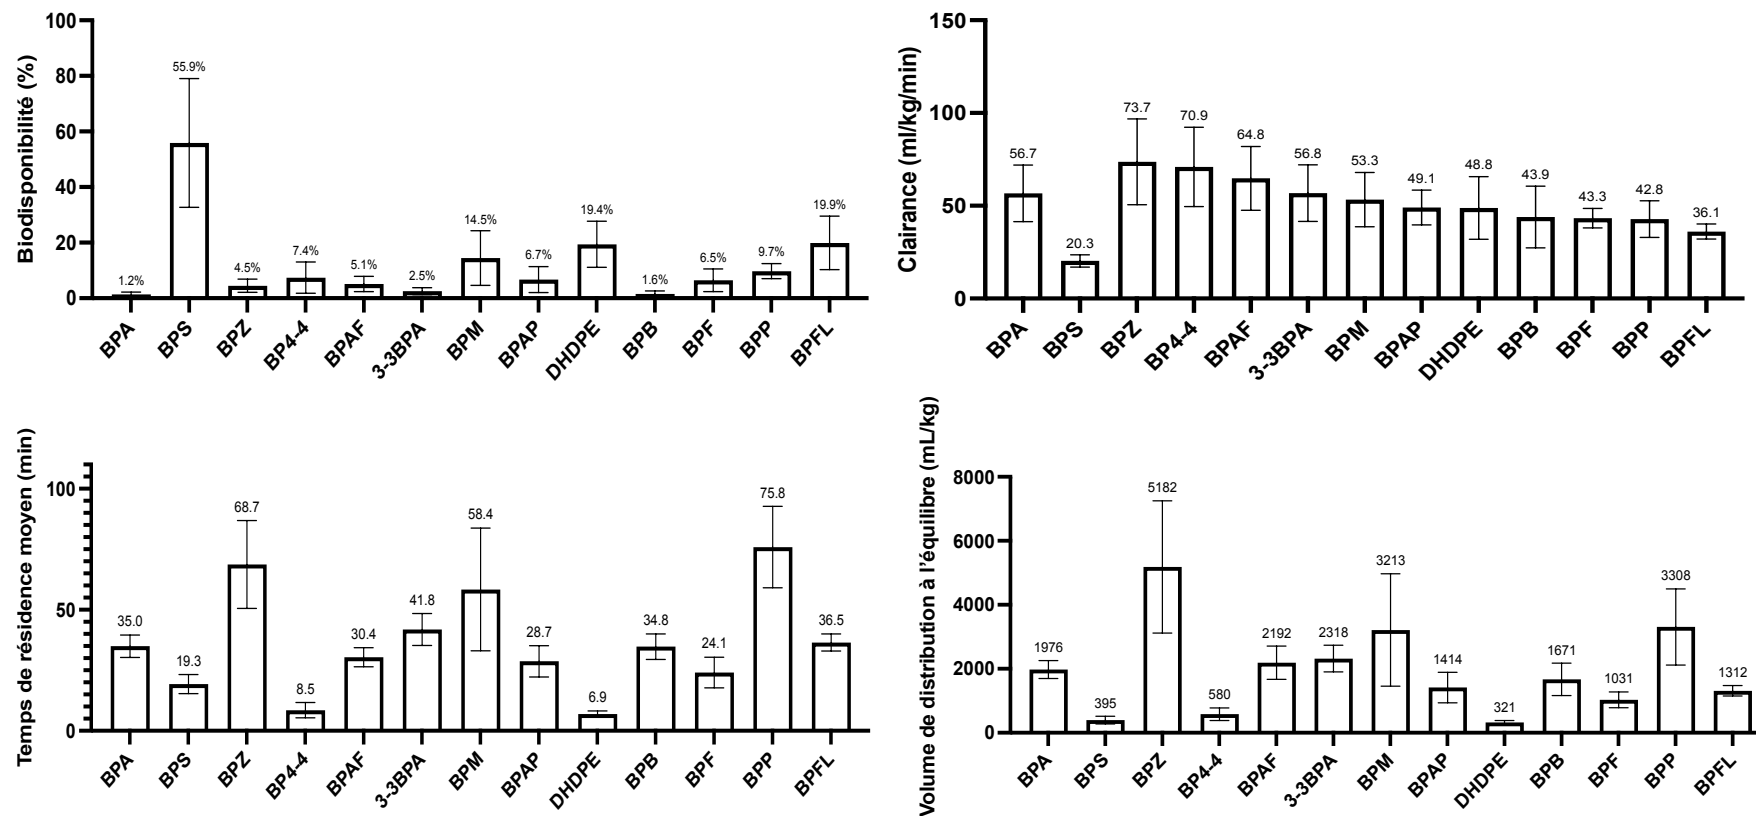 Biodisponibilité (%)
100
80
60
40
20
0
1.2%
55.9%
4.5%
7.4%
5.1%
2.5%
14.5%
6.7%
19.4%
1.6%
6.5%
9.7%
19.9%
BPA
BPS
BPZ
BP4-4
BPAF
3-3BPA
BPM
BPAP
DHDPE
BPB
BPF
BPP
BPFL
Clairance (ml/kg/min)
150
100
50
0
56.7
20.3
73.7
70.9
64.8
56.8
53.3
49.1
48.8
43.9
43.3
42.8
36.1
BPA
BPS
BPZ
BP4-4
BPAF
3-3BPA
BPM
BPAP
DHDPE
BPB
BPF
BPP
BPFL
Temps de résidence moyen (min)
100
50
0
35.0
19.3
68.7
8.5
30.4
41.8
58.4
28.7
6.9
34.8
24.1
75.8
36.5
BPA
BPS
BPZ
BP4-4
BPAF
3-3BPA
BPM
BPAP
DHDPE
BPB
BPF
BPP
BPFL
Volume de distribution à l'équilibre (mL/kg)
8000
6000
4000
2000
0
1976
395
5182
580
2192
2318
3213
1414
321
1671
1031
3308
1312
BPA
BPS
BPZ
BP4-4
BPAF
3-3BPA
BPM
BPAP
DHDPE
BPB
BPF
BPP
BPFL